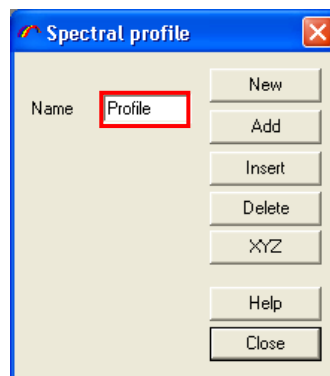 Spectral profile
Name Profile
New
Add
Insert
Delete
XYZ
Help
Close